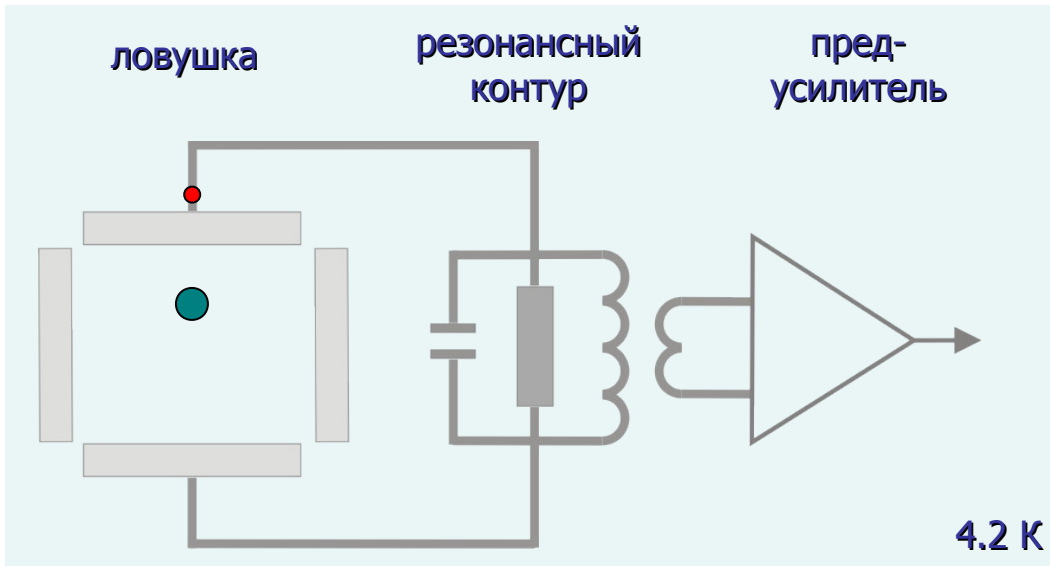 ловушка
резонансный
контур
пред-
усилитель
4.2 К